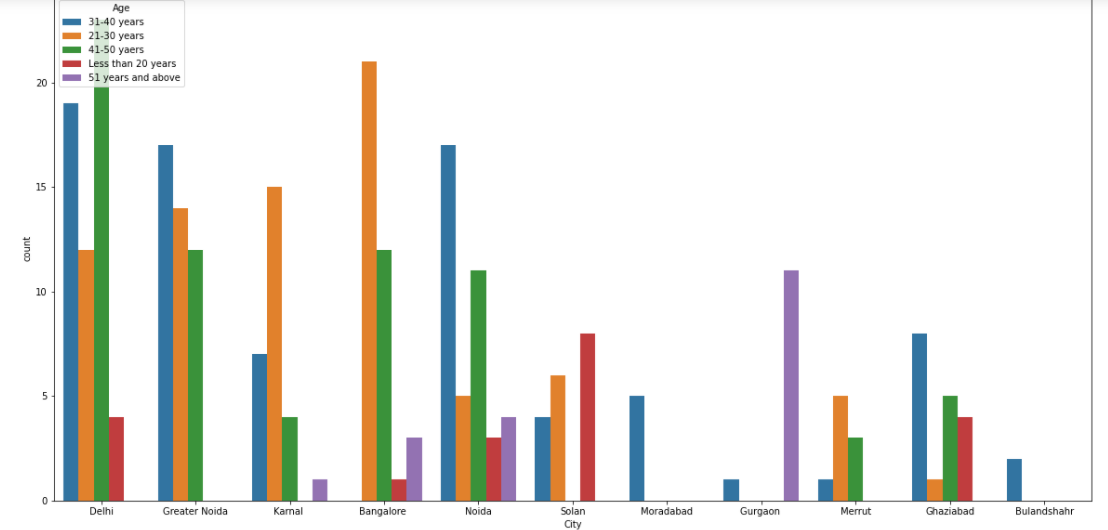 Age
31-40 years
21-30 years
41-50 yaers
Less than 20 years
51 years and above
20
15
10
5
0
count
Delhi Greater Noida Karnal Bangalore Noida Solan Moradabad Gurgaon Merrut Ghaziabad Bulandshahr
City